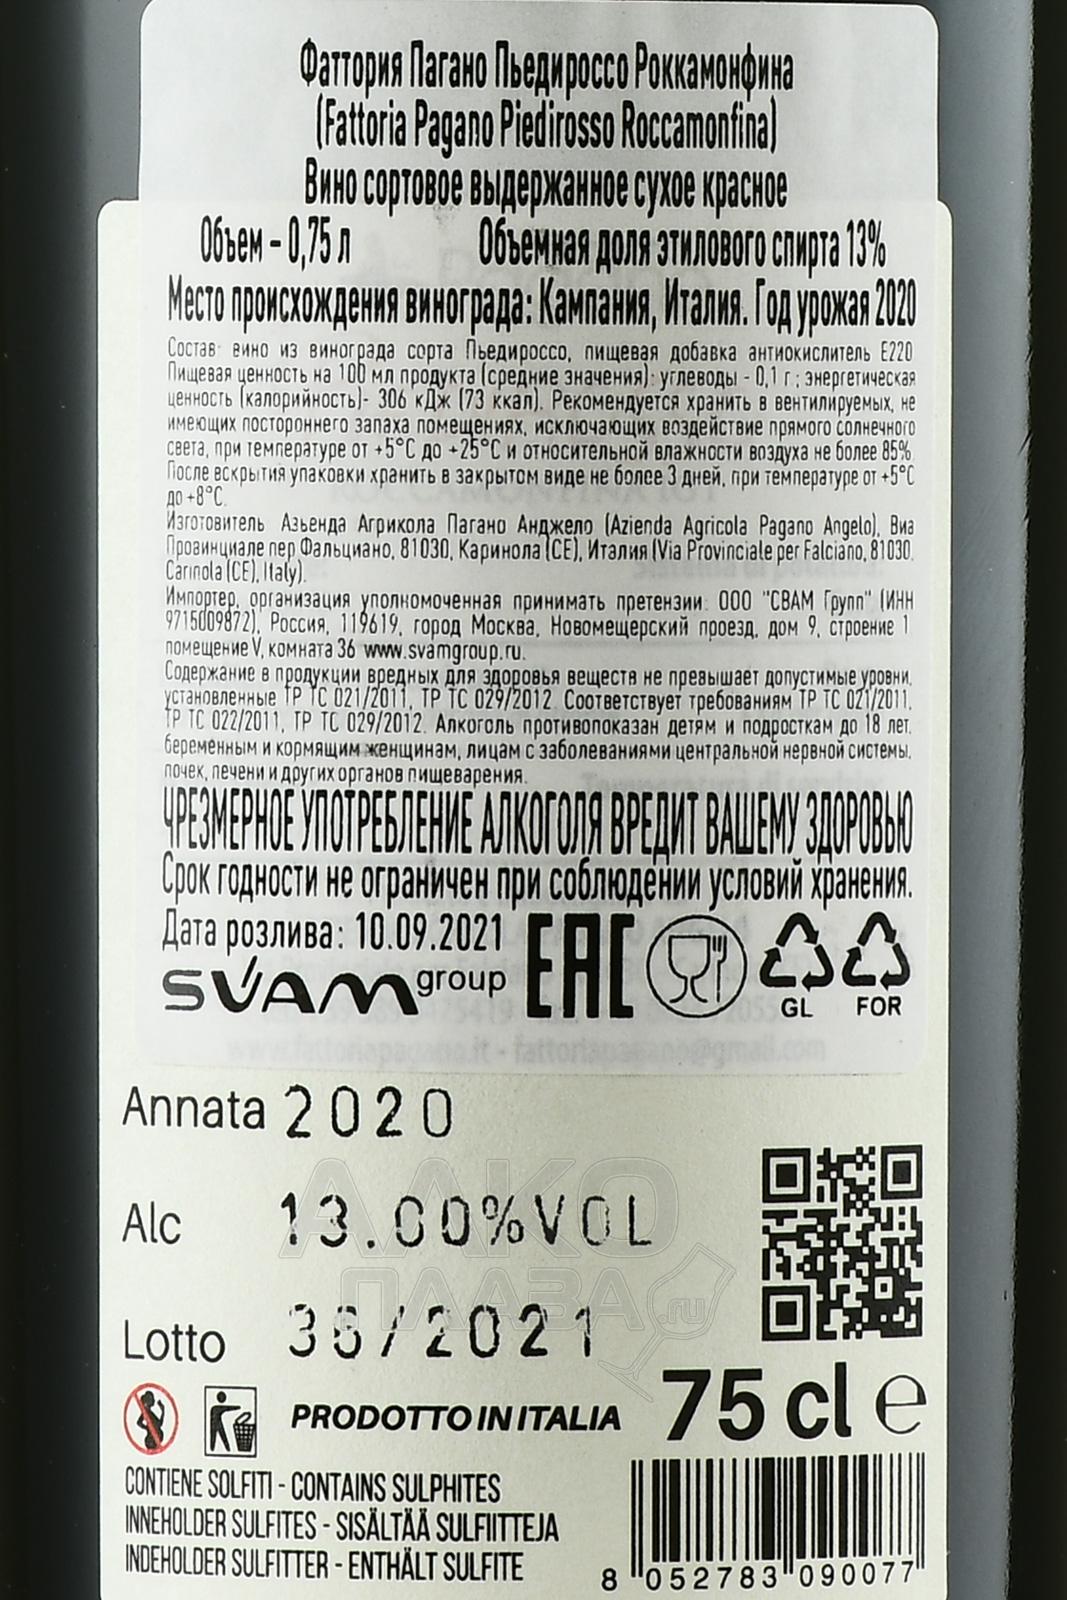 Фаттория Пагано Пьедироссо Роккамонфина
(Fattoria Pagano Piedirosso Roccamonfina)
Вино сортовое выдержанное сухое красное
Объем – 0,75 л Объемная доля этилового спирта 13%
Место происхождения винограда: Кампания, Италия. Год урожая 2020
Состав: вино из винограда сорта Пьедироссо, пищевая добавка антиокислитель Е220
Пищевая ценность на 100 мл продукта (средние значения): углеводы - 0,1 г.; энергетическая
ценность (калорийность)- 306 кДж (73 ккал). Рекомендуется хранить в вентилируемых, не
имеющих постороннего запаха помещениях, исключающих воздействие прямого солнечного
света, при температуре от +5°С до +25°С и относительной влажности воздуха не более 85%.
После вскрытия упаковки хранить в закрытом виде не более 3 дней, при температуре от +5°С
до +8°С.
Изготовитель: Азьенда Агрикола Пагано Анджело (Azienda Agricola Pagano Angelo), Виа
Провинциале пер Фальциано, 81030, Каринола (CE), Италия (Via Provinciale per Falciano, 81030.
Carinola (CE), Italy).
Импортер, организация уполномоченная принимать претензии: ООО "СВАМ Групп" (ИНН
9715009872), Россия, 119619, город Москва, Новомещерский проезд, дом 9, строение 1
помещение V, комната 36 www.svamgroup.ru.
Содержание в продукции вредных для здоровья веществ не превышает допустимые уровни,
установленные ТР ТС 021/2011, ТР ТС 029/2012. Соответствует требованиям ТР ТС 021/2011,
ТР ТС 022/2011, ТР ТС 029/2012. Алкоголь противопоказан детям и подросткам до 18 лет,
беременным и кормящим женщинам, лицам с заболеваниями центральной нервной системы,
почек, печени и других органов пищеварения.
ЧРЕЗМЕРНОЕ УПОТРЕБЛЕНИЕ АЛКОГОЛЯ ВРЕДИТ ВАШЕМУ ЗДОРОВЬЮ
Срок годности не ограничен при соблюдении условий хранения.
Дата розлива: 10.09.2021 EAC
SVAM group GL FOR
www.fattoriapagano.it - fattoriapagano@gmail.com
Annata 2020
Alc 13.00%VOL
АЛКО
ПЛАЗА.ru
Lotto 36/2021
PRODOTTO IN ITALIA 75 cl e
CONTIENE SOLFITI - CONTAINS SULPHITES
INNEHOLDER SULFITES - SISÄLTÄÄ SULFIITTEJA
INDEHOLDER SULFITTER - ENTHÄLT SULFITE
8 052783 090077